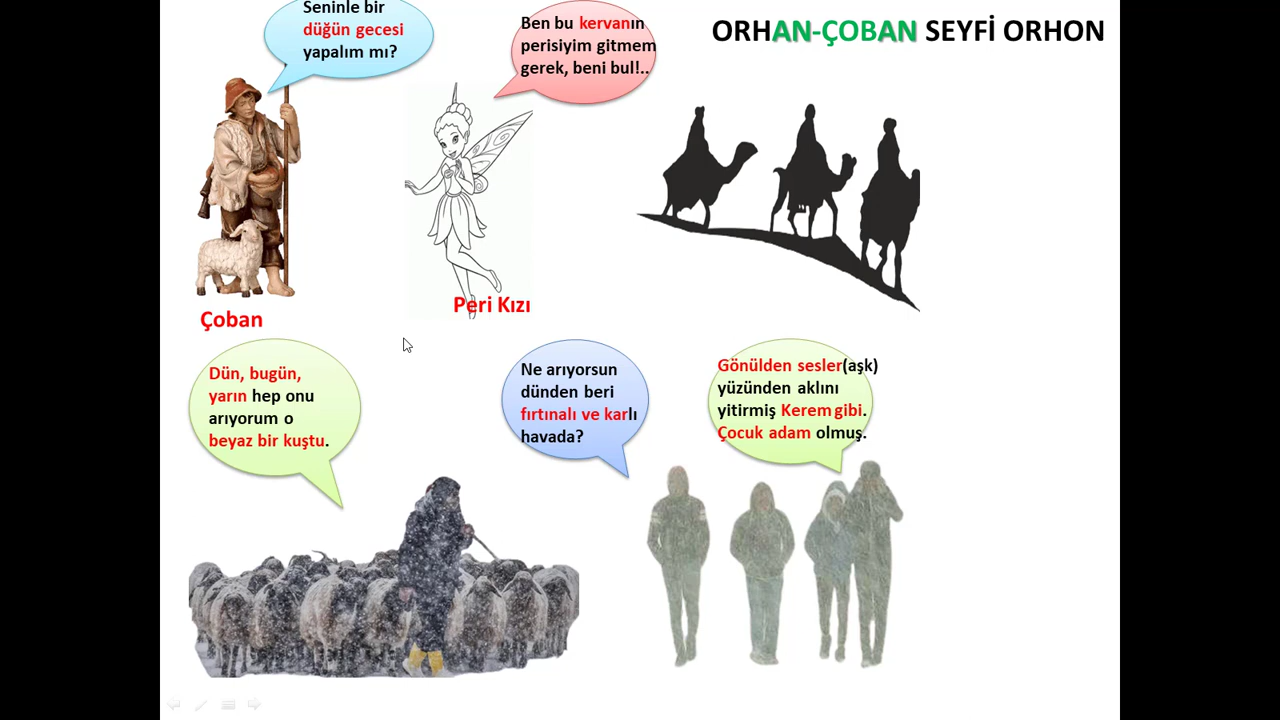 Seninle bir
düğün gecesi
yapalım mı?
Ben bu kervanın
perisiyim gitmem
gerek, beni bul!..
ORHAN-ÇOBAN SEYFİ ORHON
Çoban
Peri Kızı
Dün, bugün,
yarın hep onu
arıyorum o
beyaz bir kuştu.
Ne arıyorsun
dünden beri
fırtınalı ve karlı
havada?
Gönülden sesler(aşk)
yüzünden aklını
yitirmiş Kerem gibi.
Çocuk adam olmuş.